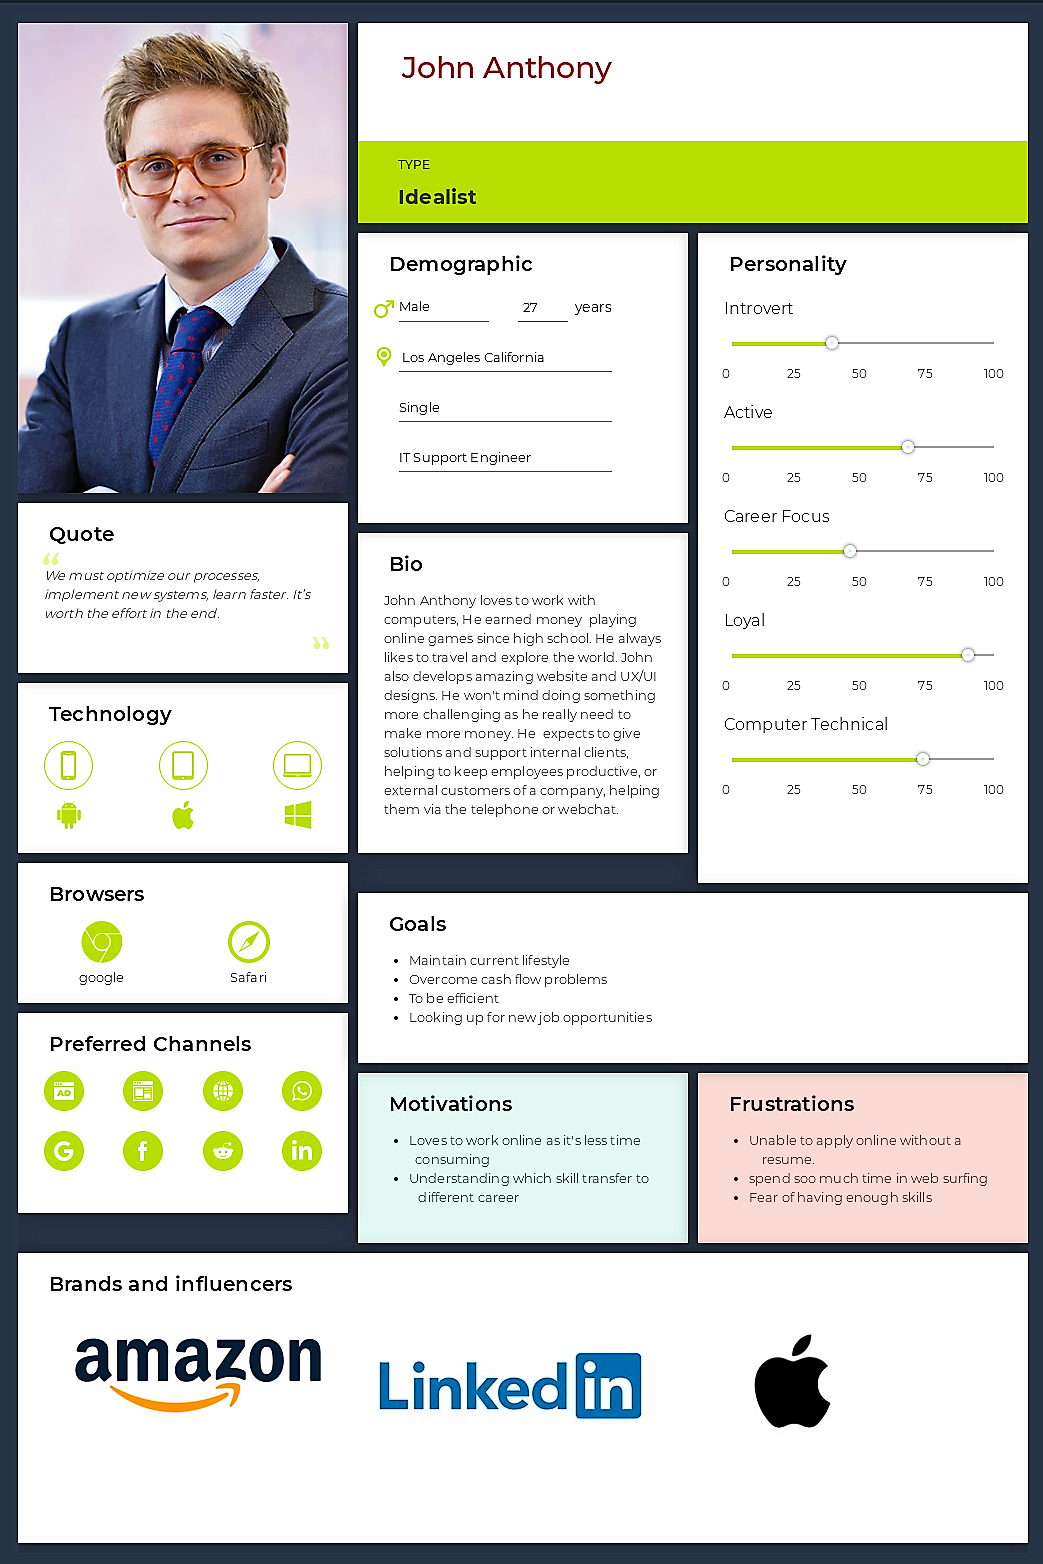 John Anthony
TYPE
Idealist
Demographic
Male 27 years
Los Angeles California
Single
IT Support Engineer
Personality
Introvert
0 25 50 75 100
Active
0 25 50 75 100
Career Focus
0 25 50 75 100
Loyal
0 25 50 75 100
Computer Technical
0 25 50 75 100
Quote
“
We must optimize our processes,
implement new systems, learn faster. It's
worth the effort in the end.
”
Bio
John Anthony loves to work with
computers, He earned money playing
online games since high school. He always
likes to travel and explore the world. John
also develops amazing website and UX/UI
designs. He won't mind doing something
more challenging as he really need to
make more money. He expects to give
solutions and support internal clients,
helping to keep employees productive, or
external customers of a company, helping
them via the telephone or webchat.
Technology
Browsers
google Safari
Goals
• Maintain current lifestyle
• Overcome cash flow problems
• To be efficient
• Looking up for new job opportunities
Preferred Channels
AD
G f in
Motivations
• Loves to work online as it's less time
consuming
• Understanding which skill transfer to
different career
Frustrations
• Unable to apply online without a
resume.
• spend soo much time in web surfing
• Fear of having enough skills
Brands and influencers
amazon
Linkedin